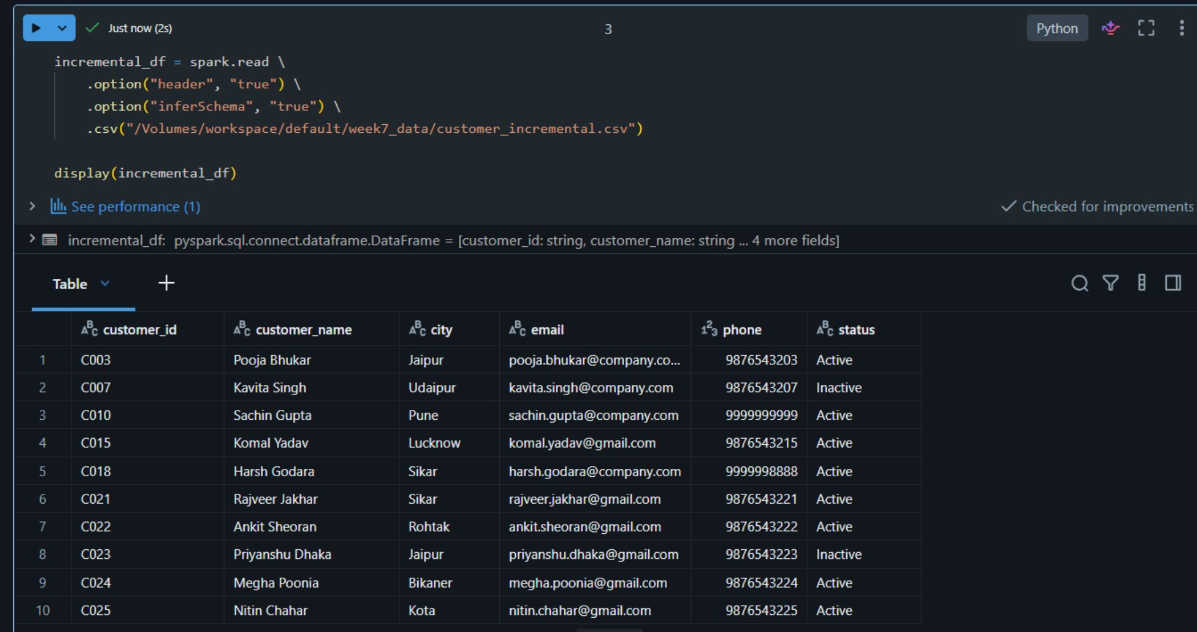 Just now (2s)
3
Python
incremental_df = spark.read \
.option("header", "true") \
.option("inferSchema", "true") \
.csv("/Volumes/workspace/default/week7_data/customer_incremental.csv")
display(incremental_df)
See performance (1)
Checked for improvements
incremental_df: pyspark.sql.connect.dataframe.DataFrame = [customer_id: string, customer_name: string ... 4 more fields]
Table
ABC customer_id ABC customer_name ABC city ABC email 123 phone ABC status
1 C003 Pooja Bhukar Jaipur pooja.bhukar@company.co... 9876543203 Active
2 C007 Kavita Singh Udaipur kavita.singh@company.com 9876543207 Inactive
3 C010 Sachin Gupta Pune sachin.gupta@company.com 9999999999 Active
4 C015 Komal Yadav Lucknow komal.yadav@gmail.com 9876543215 Active
5 C018 Harsh Godara Sikar harsh.godara@company.com 9999998888 Active
6 C021 Rajveer Jakhar Sikar rajveer.jakhar@gmail.com 9876543221 Active
7 C022 Ankit Sheoran Rohtak ankit.sheoran@gmail.com 9876543222 Active
8 C023 Priyanshu Dhaka Jaipur priyanshu.dhaka@gmail.com 9876543223 Inactive
9 C024 Megha Poonia Bikaner megha.poonia@gmail.com 9876543224 Active
10 C025 Nitin Chahar Kota nitin.chahar@gmail.com 9876543225 Active